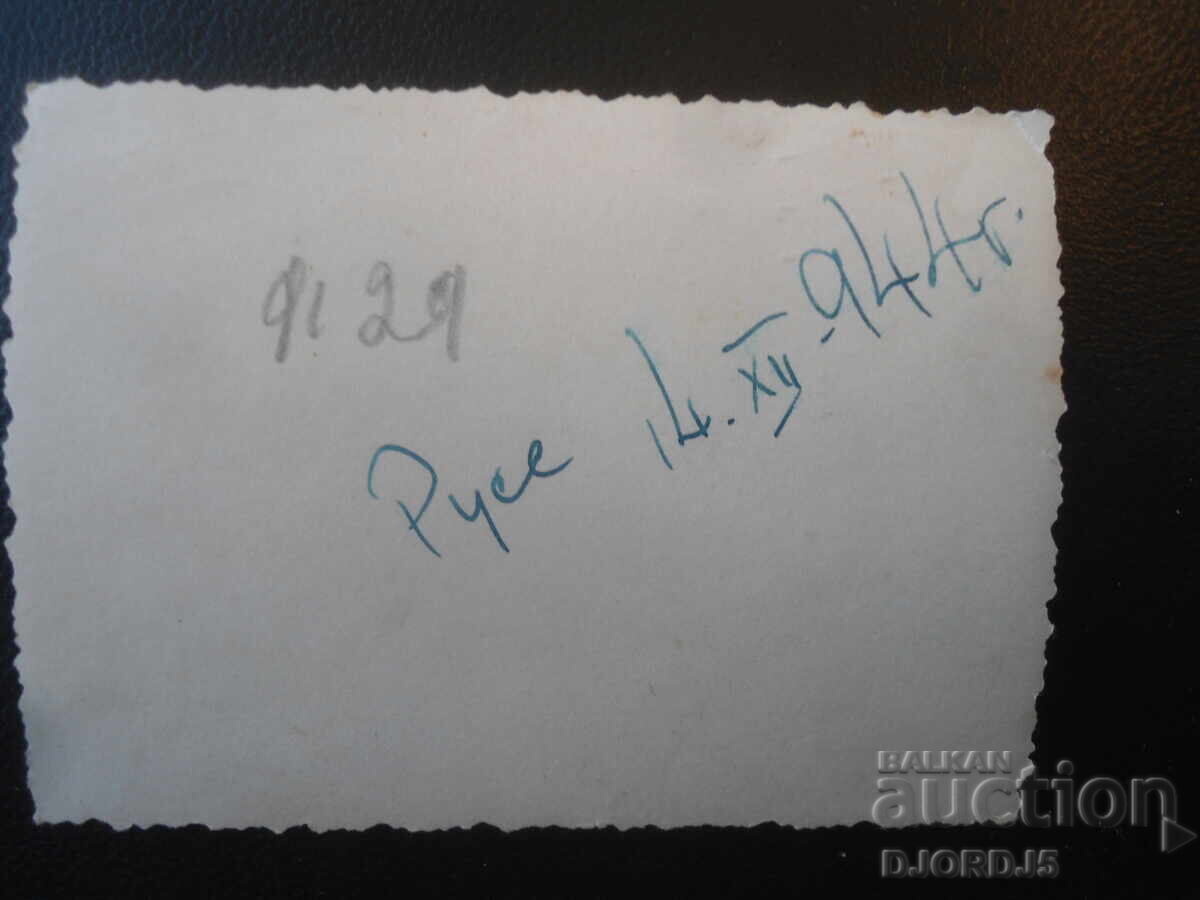 9129
Русе 14.XII.944г.
BALKAN
auction
DJORDJ5